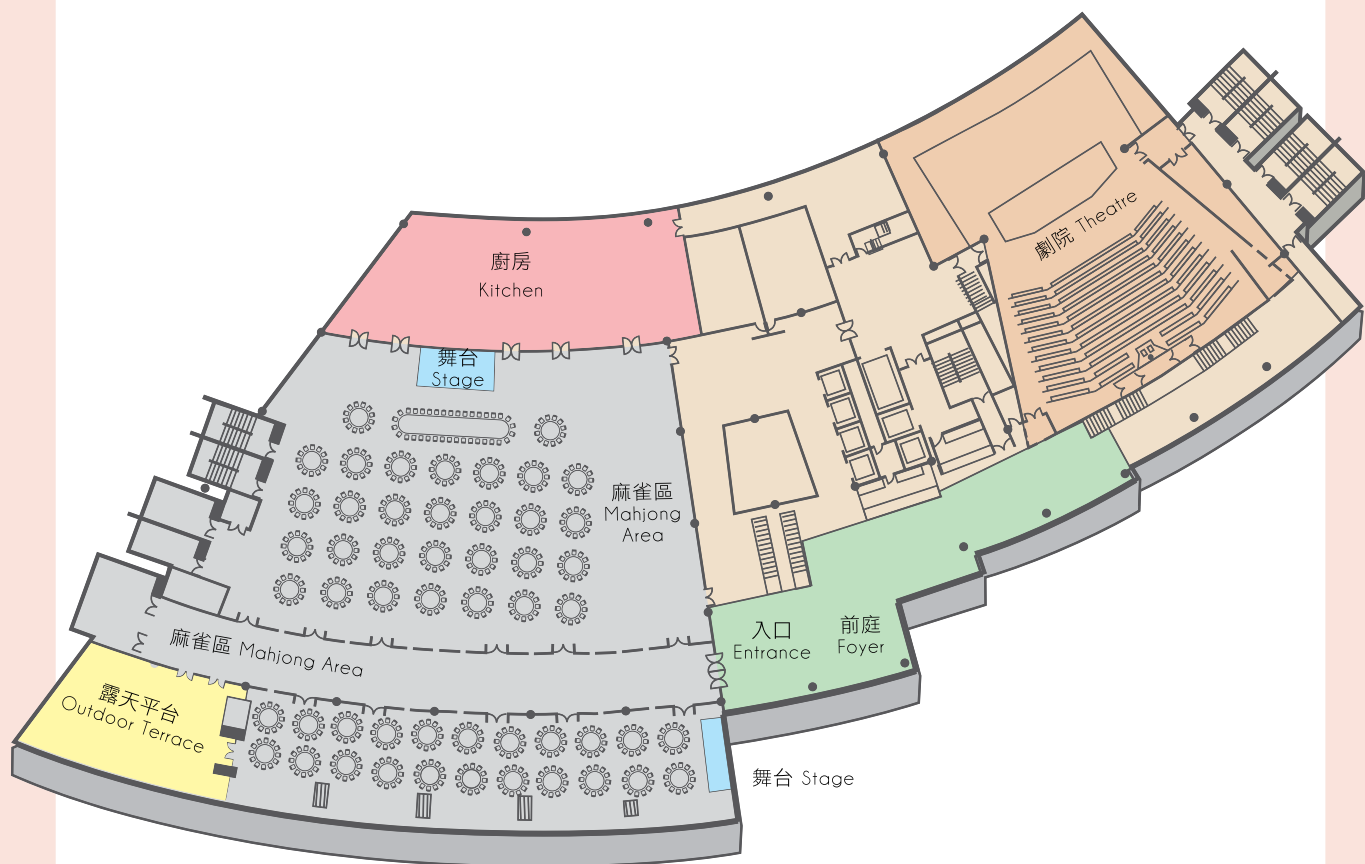 劇院 Theatre
廚房
Kitchen
舞台
Stage
麻雀區
Mahjong
Area
麻雀區 Mahjong Area
入口
Entrance
前庭
Foyer
露天平台
Outdoor Terrace
舞台 Stage